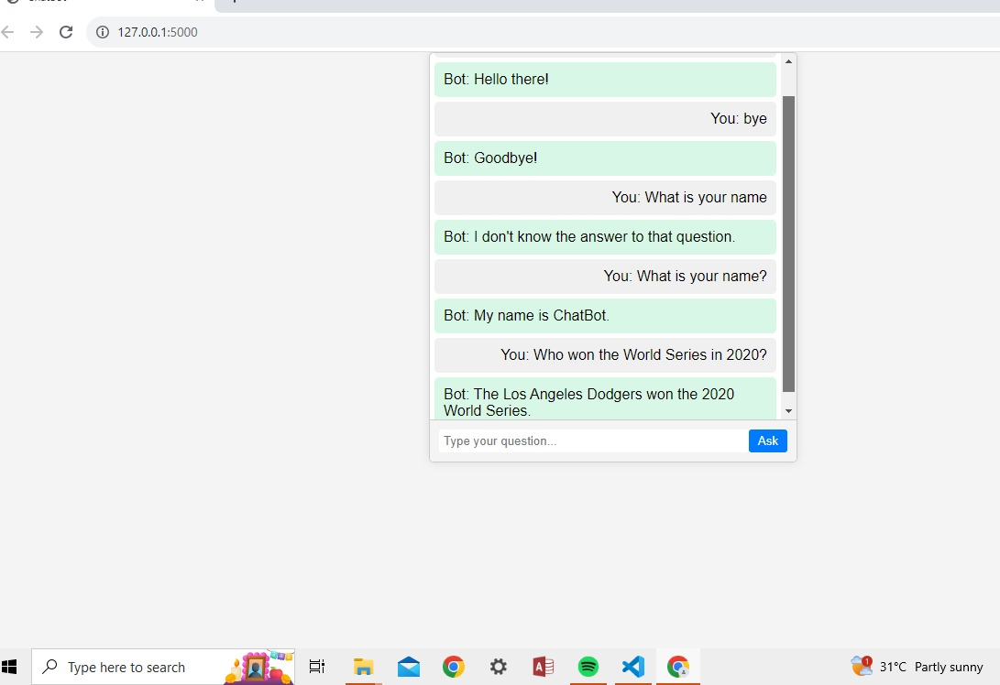 127.0.0.1:5000
Bot: Hello there!
You: bye
Bot: Goodbye!
You: What is your name
Bot: I don't know the answer to that question.
You: What is your name?
Bot: My name is ChatBot.
You: Who won the World Series in 2020?
Bot: The Los Angeles Dodgers won the 2020
World Series.
Type your question...
Ask
Type here to search
A
1
31°C Partly sunny